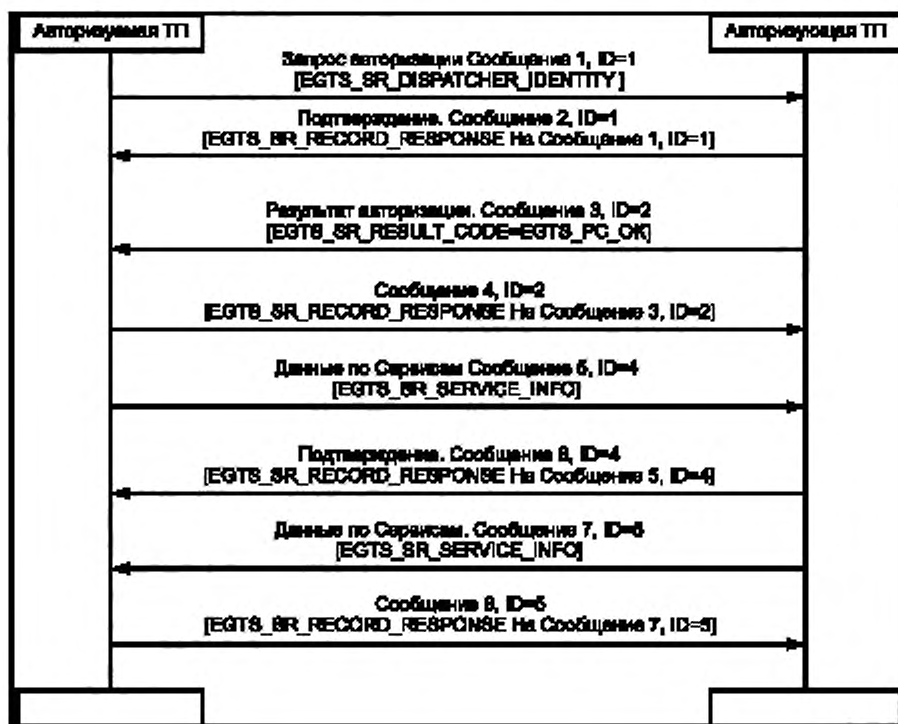 Авторизуемая ТП
Авторизующая ТП
Запрос авторизации Сообщения 1, ID=1
[EGTS_SR_DISPATCHER_IDENTITY]
Подтверждение. Сообщение 2, ID=1
[EGTS_SR_RECORD_RESPONSE На Сообщение 1, ID=1]
Результат авторизации. Сообщение 3, ID=2
[EGTS_SR_RESULT_CODE=EGTS_PC_OK]
Сообщение 4, ID=2
[EGTS_SR_RECORD_RESPONSE На Сообщение 3, ID=2]
Данные по Сервисам Сообщение 5, ID=4
[EGTS_SR_SERVICE_INFO]
Подтверждение. Сообщение 6, ID=4
[EGTS_SR_RECORD_RESPONSE На Сообщение 5, ID=4]
Данные по Сервисам. Сообщение 7, ID=5
[EGTS_SR_SERVICE_INFO]
Сообщение 8, ID=5
[EGTS_SR_RECORD_RESPONSE На Сообщение 7, ID=5]